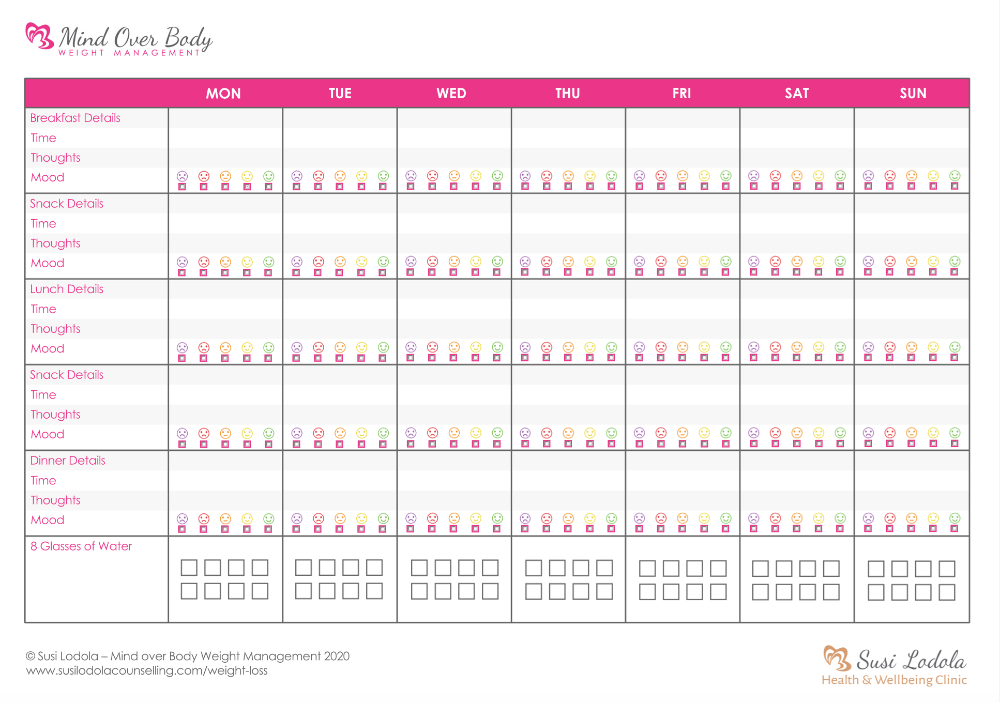 Mind Over Body
WEIGHT MANAGEMENT
MON TUE WED THU FRI SAT SUN
Breakfast Details
Time
Thoughts
Mood
Snack Details
Time
Thoughts
Mood
Lunch Details
Time
Thoughts
Mood
Snack Details
Time
Thoughts
Mood
Dinner Details
Time
Thoughts
Mood
8 Glasses of Water
© Susi Lodola – Mind over Body Weight Management 2020
www.susilodolacounselling.com/weight-loss
Susi Lodola
Health & Wellbeing Clinic